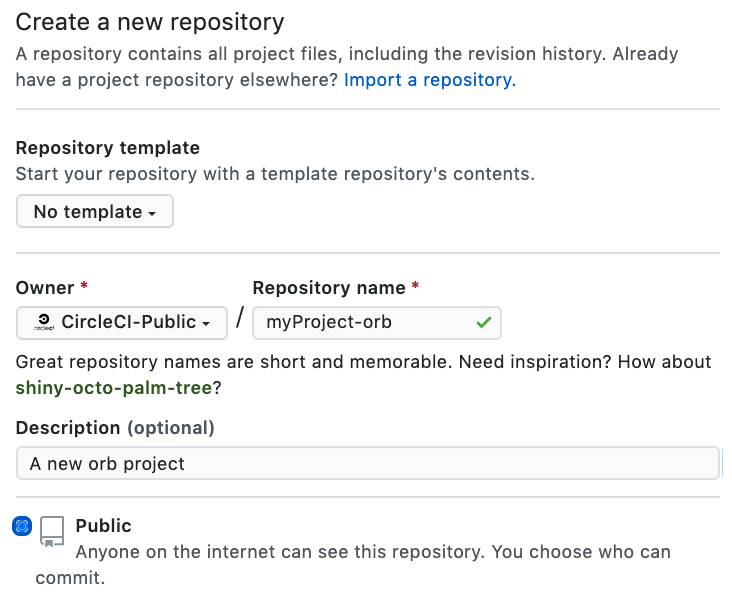 Create a new repository
A repository contains all project files, including the revision history. Already
have a project repository elsewhere? Import a repository.
Repository template
Start your repository with a template repository's contents.
No template
Owner * Repository name *
circleci CircleCI-Public / myProject-orb
Great repository names are short and memorable. Need inspiration? How about
shiny-octo-palm-tree?
Description (optional)
A new orb project
Public
Anyone on the internet can see this repository. You choose who can
commit.